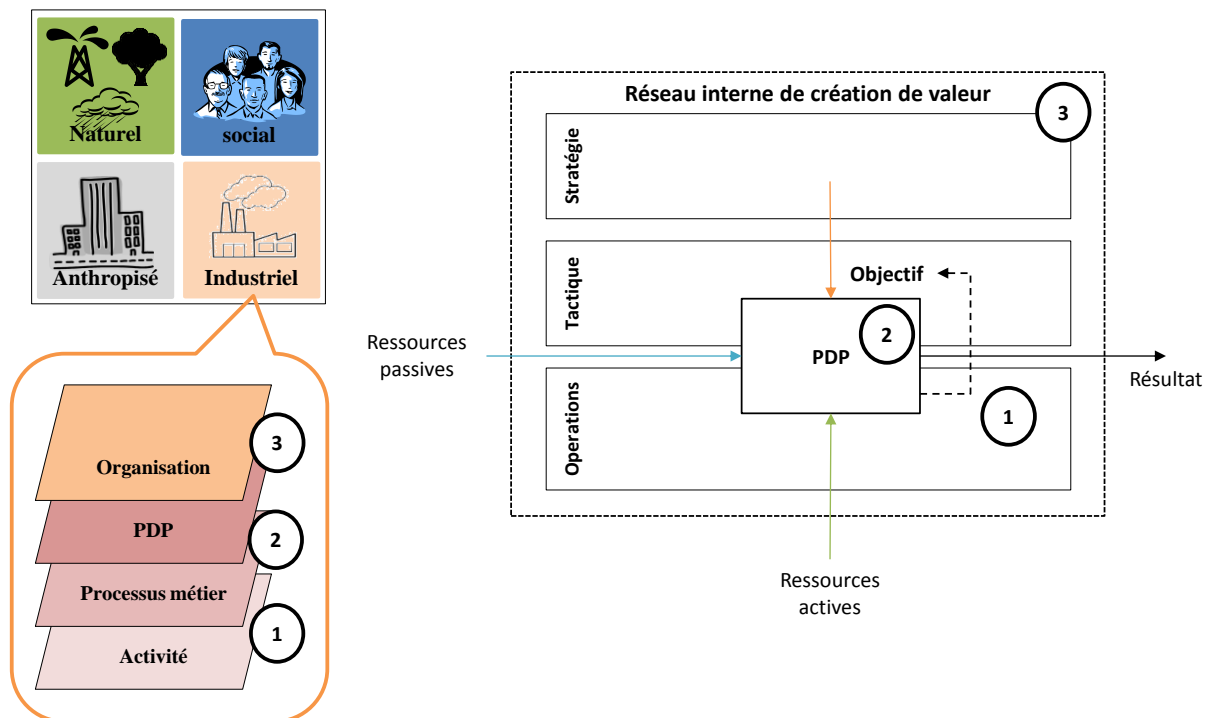 Naturel
social
Anthropisé
Industriel
3
Organisation
PDP
2
Processus métier
1
Activité
Réseau interne de création de valeur
3
Stratégie
Tactique
Objectif
2
PDP
Ressources
passives
Résultat
Operations
1
Ressources
actives